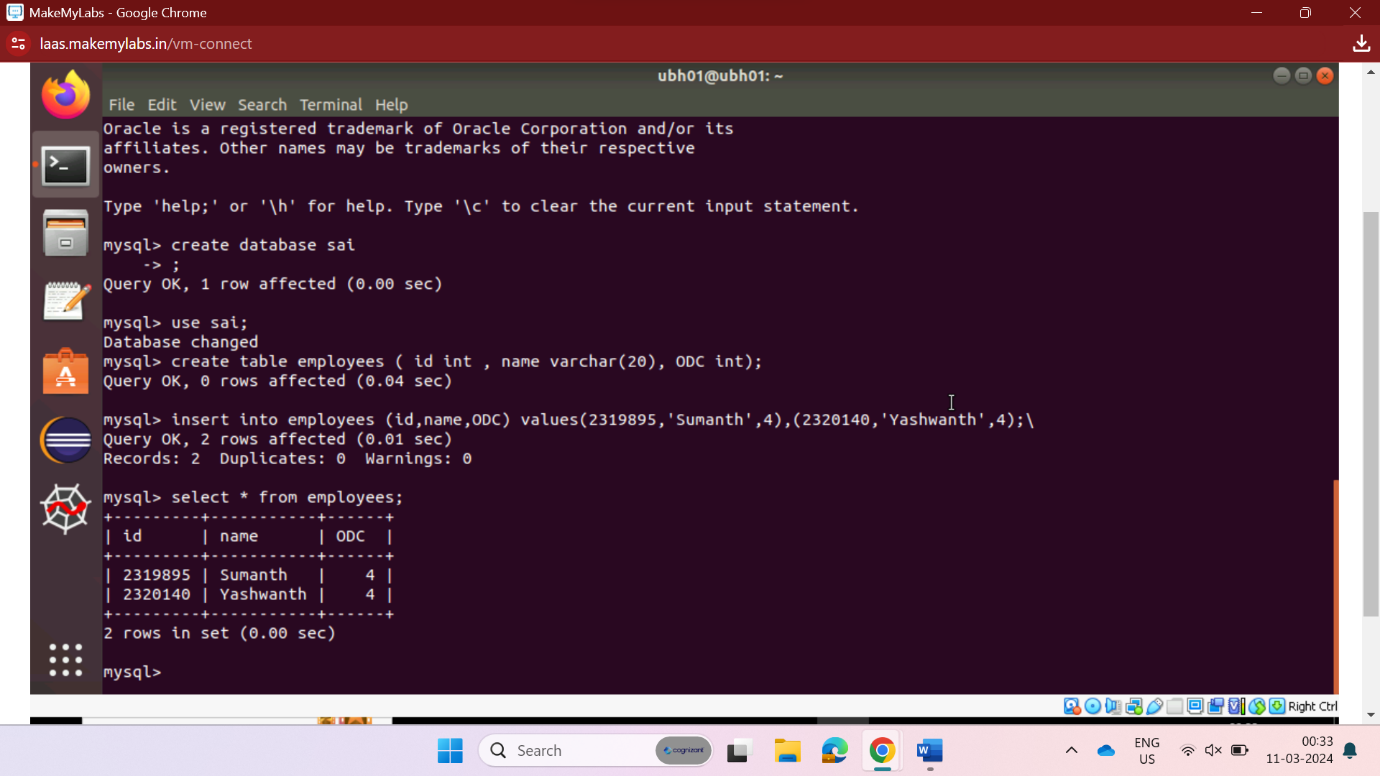 MakeMyLabs - Google Chrome
laas.makemylabs.in/vm-connect
ubh01@ubh01: ~
File Edit View Search Terminal Help
Oracle is a registered trademark of Oracle Corporation and/or its
affiliates. Other names may be trademarks of their respective
owners.
Type 'help;' or '\h' for help. Type '\c' to clear the current input statement.
mysql> create database sai
    -> ;
Query OK, 1 row affected (0.00 sec)
mysql> use sai;
Database changed
mysql> create table employees ( id int , name varchar(20), ODC int);
Query OK, 0 rows affected (0.04 sec)
mysql> insert into employees (id,name,ODC) values(2319895,'Sumanth',4),(2320140,'Yashwanth',4);\
Query OK, 2 rows affected (0.01 sec)
Records: 2  Duplicates: 0  Warnings: 0
mysql> select * from employees;
+---------+-----------+------+
| id      | name      | ODC  |
+---------+-----------+------+
| 2319895 | Sumanth   |    4 |
| 2320140 | Yashwanth |    4 |
+---------+-----------+------+
2 rows in set (0.00 sec)
mysql>
Right Ctrl
Search
cognizant
ENG
US
00:33
11-03-2024